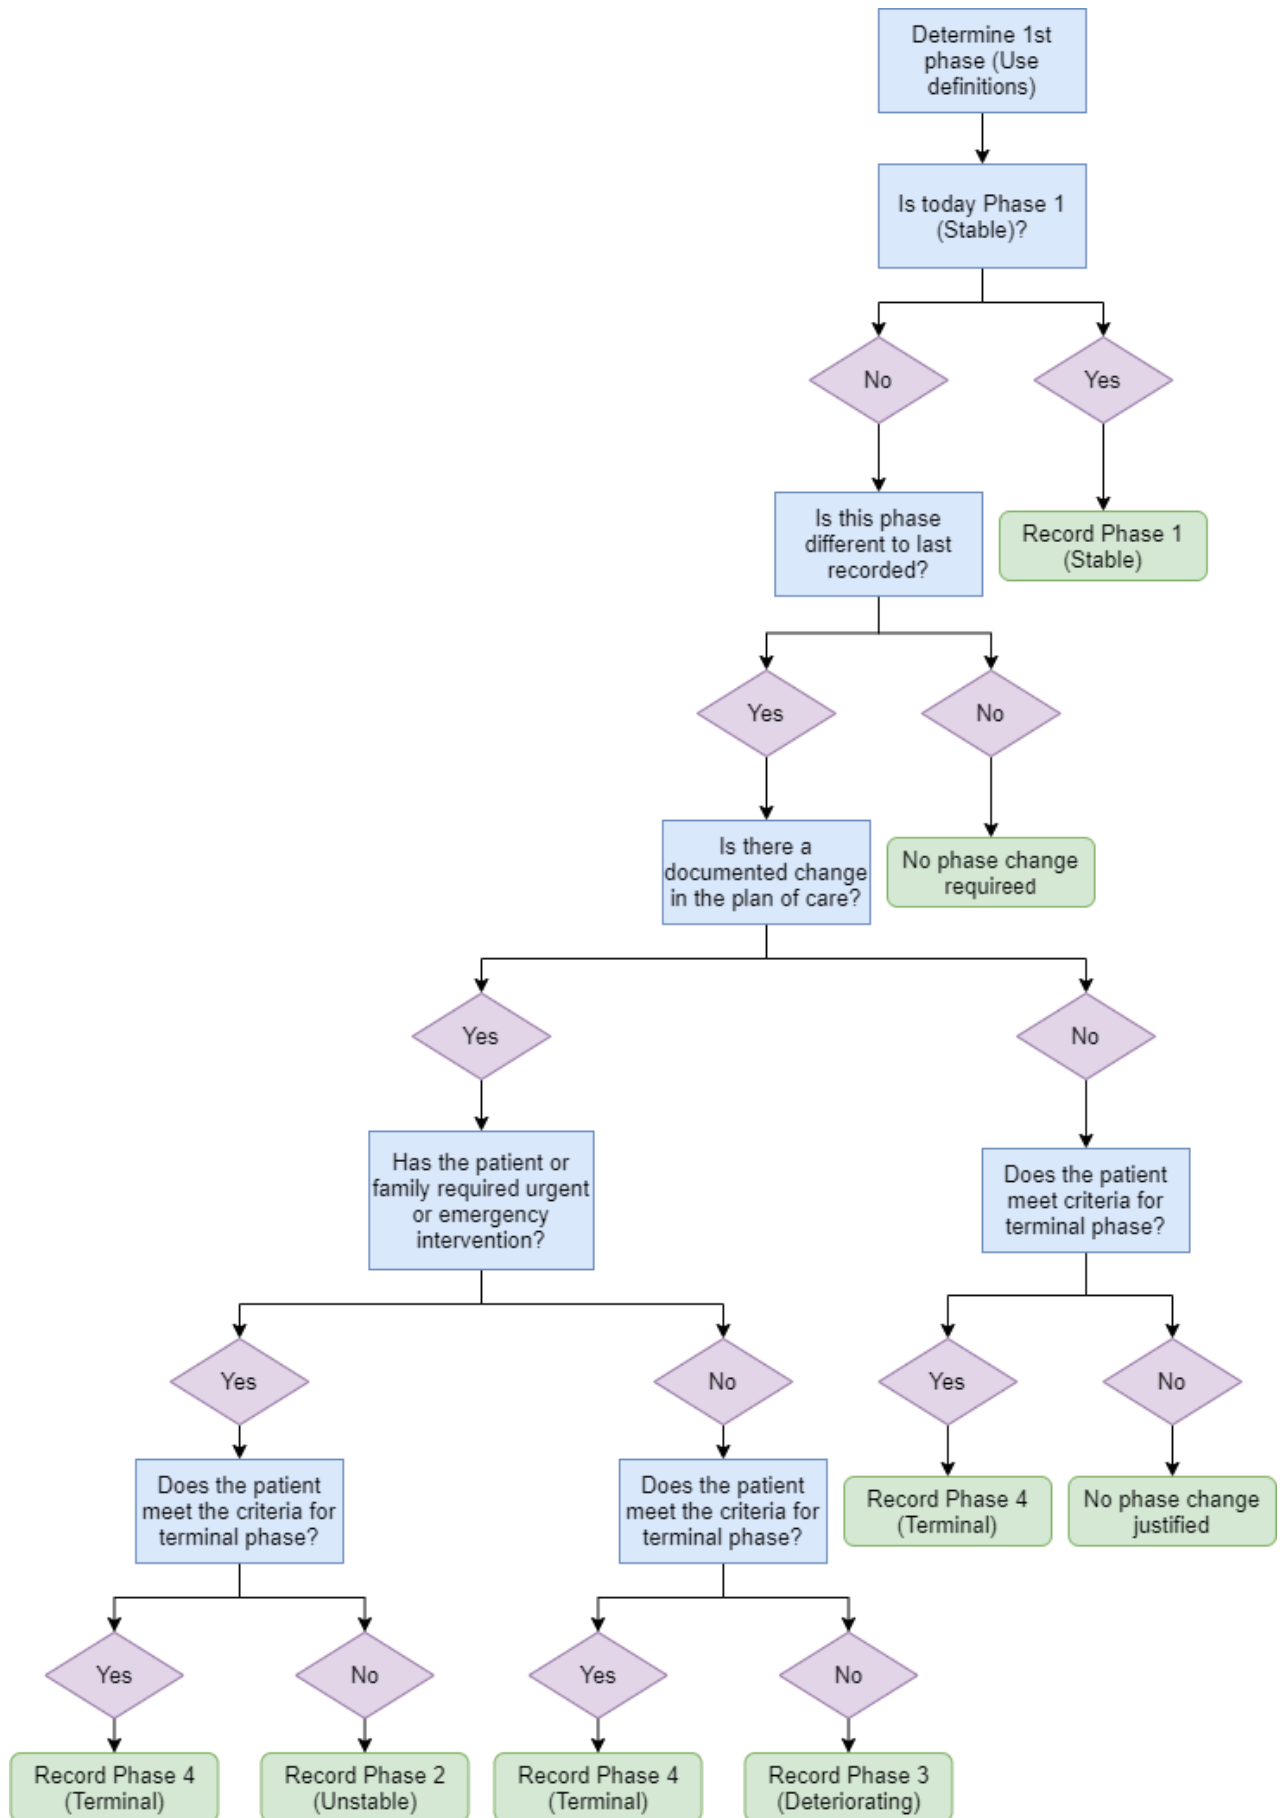 Determine 1st
phase (Use
definitions)
Is today Phase 1
(Stable)?
No
Yes
Is this phase
different to last
recorded?
Record Phase 1
(Stable)
Yes
No
Is there a
documented change
in the plan of care?
No phase change
requireed
Yes
No
Has the patient or
family required urgent
or emergency
intervention?
Does the patient
meet criteria for
terminal phase?
Yes
No
Yes
No
Does the patient
meet the criteria for
terminal phase?
Does the patient
meet the criteria for
terminal phase?
Record Phase 4
(Terminal)
No phase change
justified
Yes
No
Yes
No
Record Phase 4
(Terminal)
Record Phase 2
(Unstable)
Record Phase 4
(Terminal)
Record Phase 3
(Deteriorating)